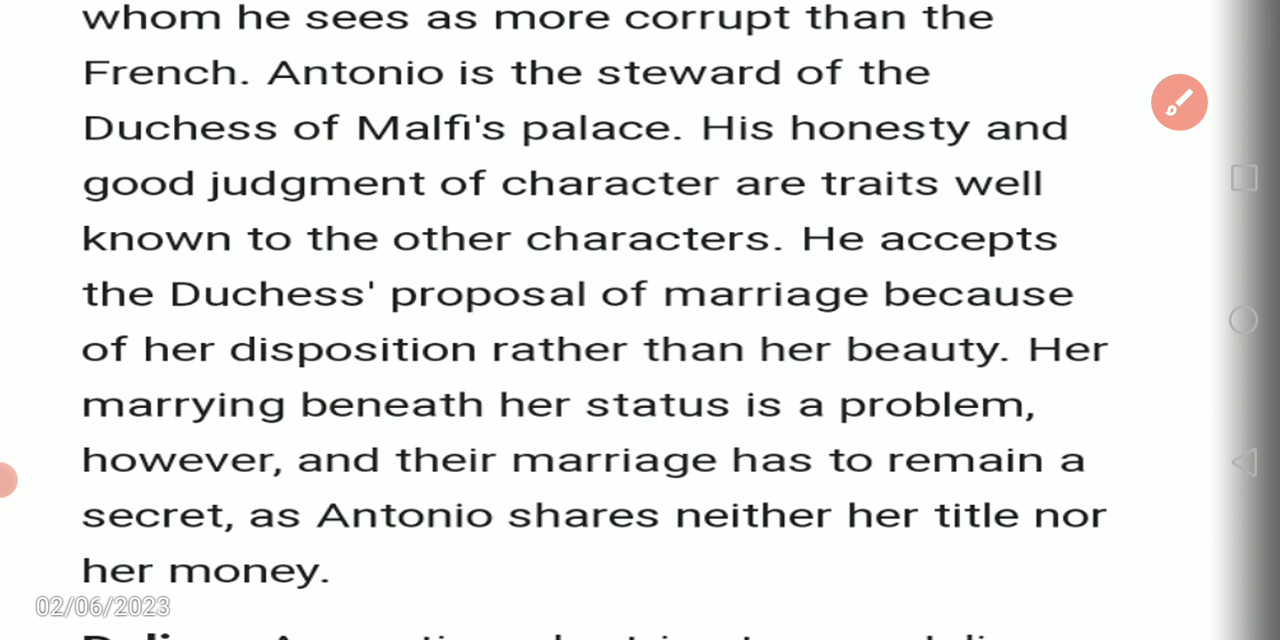 whom he sees as more corrupt than the
French. Antonio is the steward of the
Duchess of Malfi's palace. His honesty and
good judgment of character are traits well
known to the other characters. He accepts
the Duchess' proposal of marriage because
of her disposition rather than her beauty. Her
marrying beneath her status is a problem,
however, and their marriage has to remain a
secret, as Antonio shares neither her title nor
her money.
02/06/2023